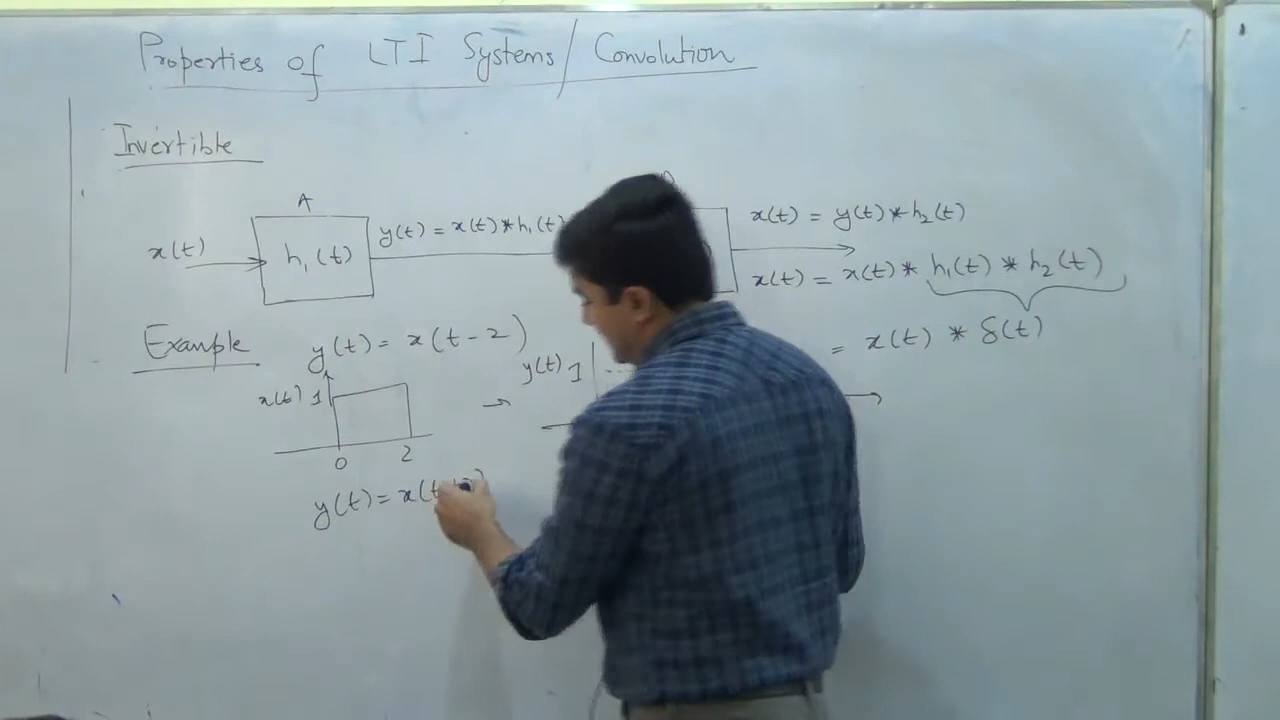 Properties of LTI Systems / Convolution
Invertible
A
x(t)
h₁(t)
y(t) = x(t) * h₁(t)
x(t) = y(t) * h₂(t)
x(t) = x(t) * h₁(t) * h₂(t)
= x(t) * δ(t)
Example
y(t) = x(t-2)
x(t) 1
0 2
y(t) 1
y(t) = x(t